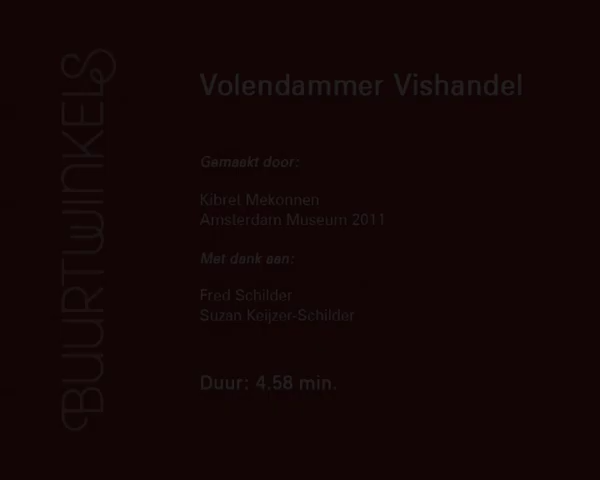 BUURTWINKELS
Volendammer Vishandel
Gemaakt door:
Kibret Mekonnen
Amsterdam Museum 2011
Met dank aan:
Fred Schilder
Suzan Keijzer-Schilder
Duur: 4.58 min.